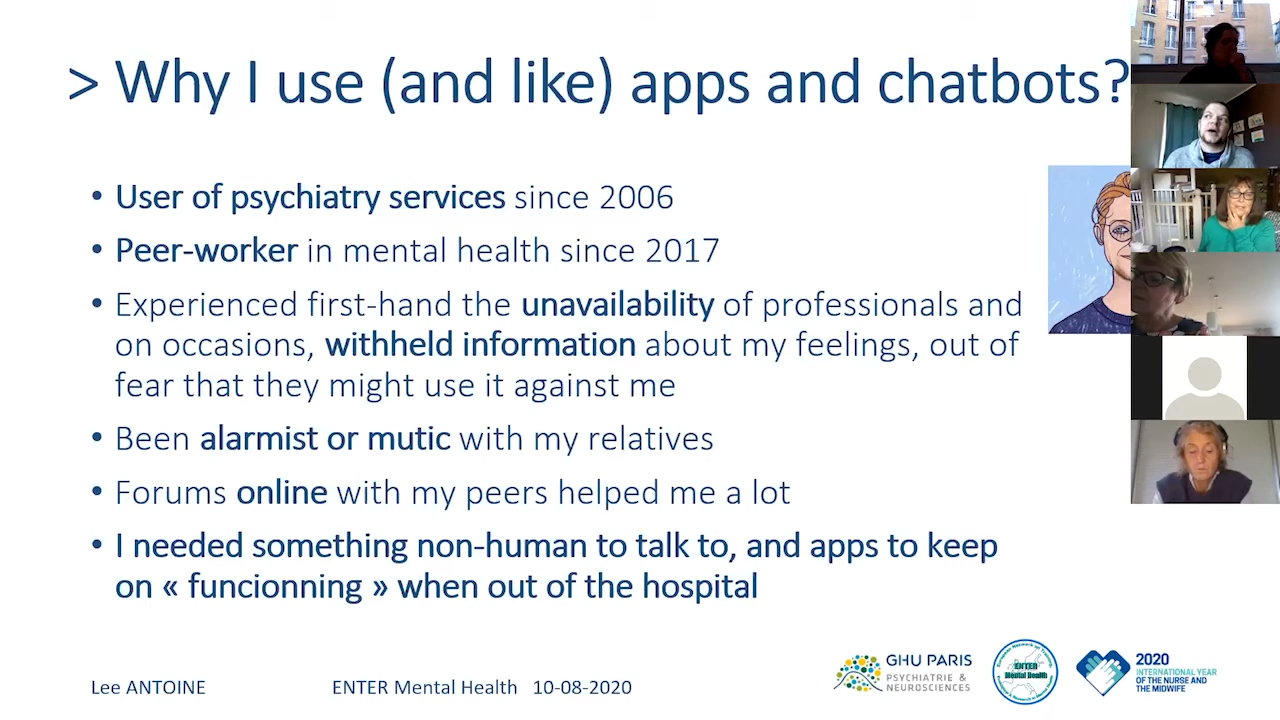 > Why I use (and like) apps and chatbots?
• User of psychiatry services since 2006
• Peer-worker in mental health since 2017
• Experienced first-hand the unavailability of professionals and
on occasions, withheld information about my feelings, out of
fear that they might use it against me
• Been alarmist or mutic with my relatives
• Forums online with my peers helped me a lot
• I needed something non-human to talk to, and apps to keep
on « funcionning » when out of the hospital
Lee ANTOINE
ENTER Mental Health 10-08-2020
GHU PARIS
PSYCHIATRIE &
NEUROSCIENCES
ENTER
Mental Health
2020
INTERNATIONAL YEAR
OF THE NURSE AND
THE MIDWIFE